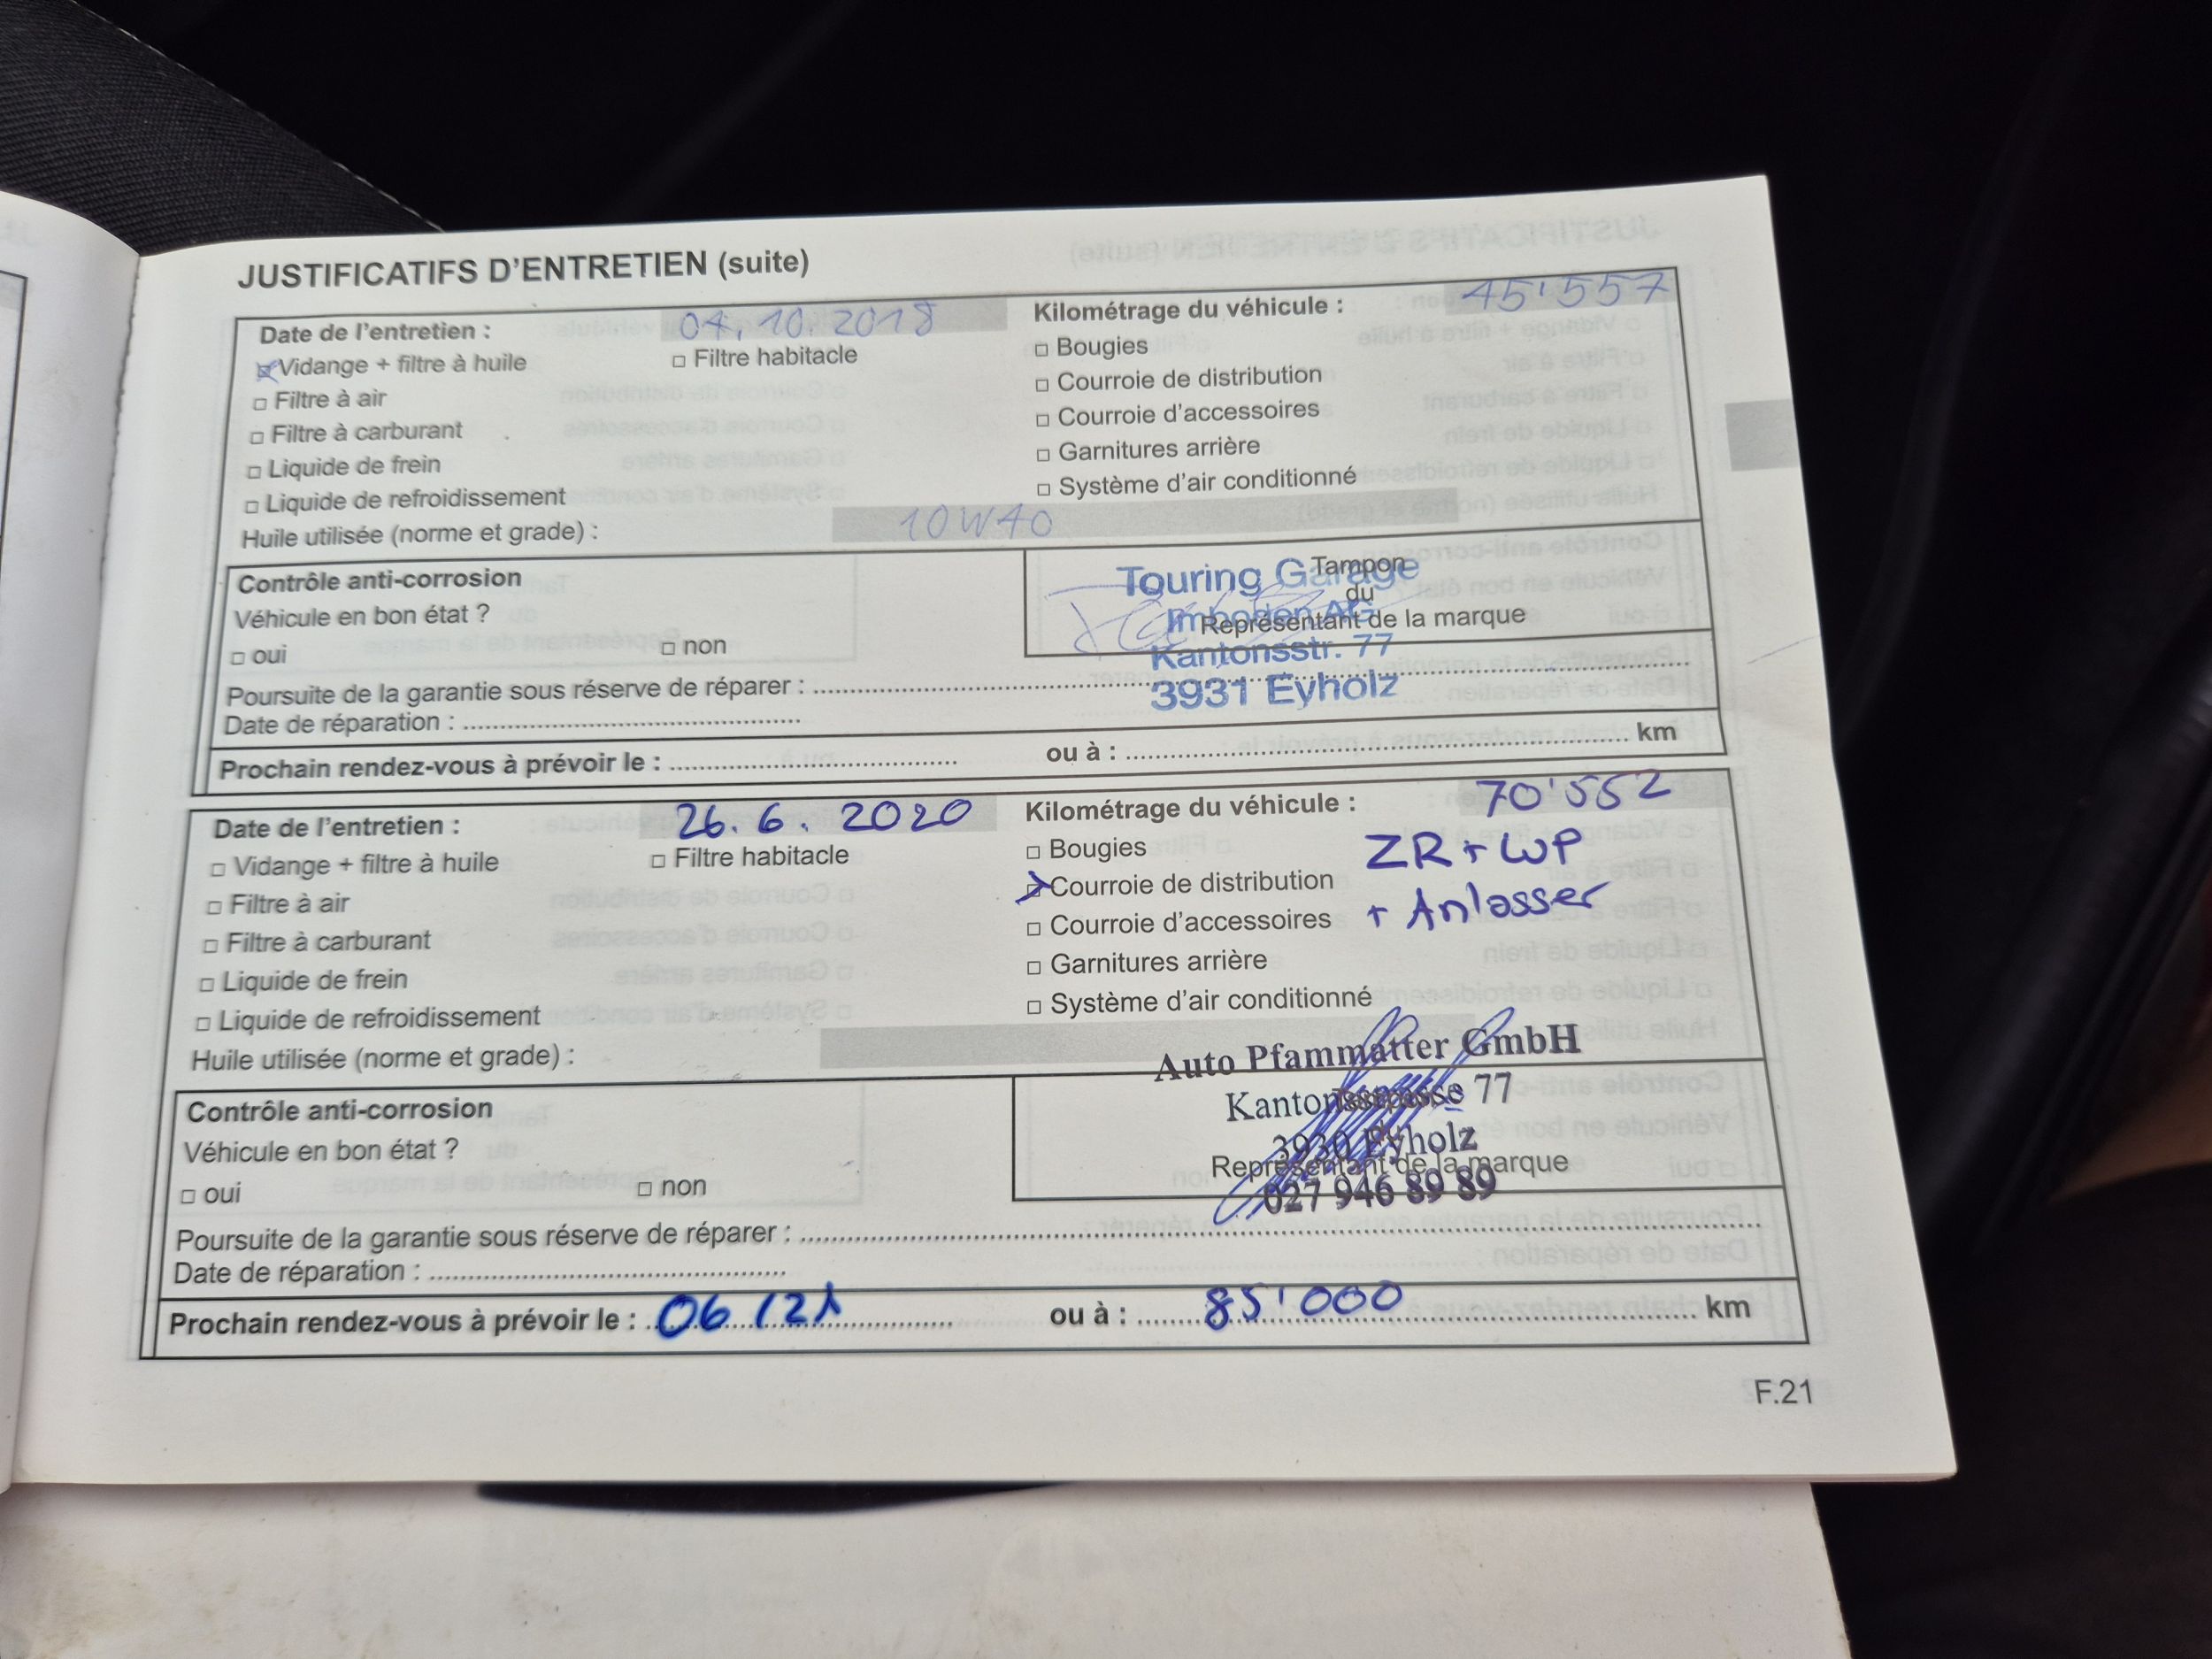 JUSTIFICATIFS D'ENTRETIEN (suite)
Date de l'entretien : 04.10.2018
Kilométrage du véhicule : 45'557
Vidange + filtre à huile
Filtre habitacle
Bougies
Filtre à air
Courroie de distribution
Filtre à carburant
Courroie d'accessoires
Liquide de frein
Garnitures arrière
Liquide de refroidissement
Système d'air conditionné
Huile utilisée (norme et grade) : 10W40
Contrôle anti-corrosion
Véhicule en bon état ?
oui
non
Tampon
du
Représentant de la marque
Touring Garage
Imboden AG
Kantonsstr. 77
3931 Eyholz
Poursuite de la garantie sous réserve de réparer :
Date de réparation :
Prochain rendez-vous à prévoir le : ou à : km
Date de l'entretien : 26.6.2020
Kilométrage du véhicule : 70'552
Vidange + filtre à huile
Filtre habitacle
Bougies
ZR + WP
Filtre à air
Courroie de distribution
+ Anlasser
Filtre à carburant
Courroie d'accessoires
Liquide de frein
Garnitures arrière
Liquide de refroidissement
Système d'air conditionné
Huile utilisée (norme et grade) :
Contrôle anti-corrosion
Véhicule en bon état ?
oui
non
Auto Pfammatter GmbH
Kantonsstrasse 77
3930 Eyholz
Représentant de la marque
027 946 89 89
Poursuite de la garantie sous réserve de réparer :
Date de réparation :
Prochain rendez-vous à prévoir le : 06/21 ou à : 85'000 km
F.21